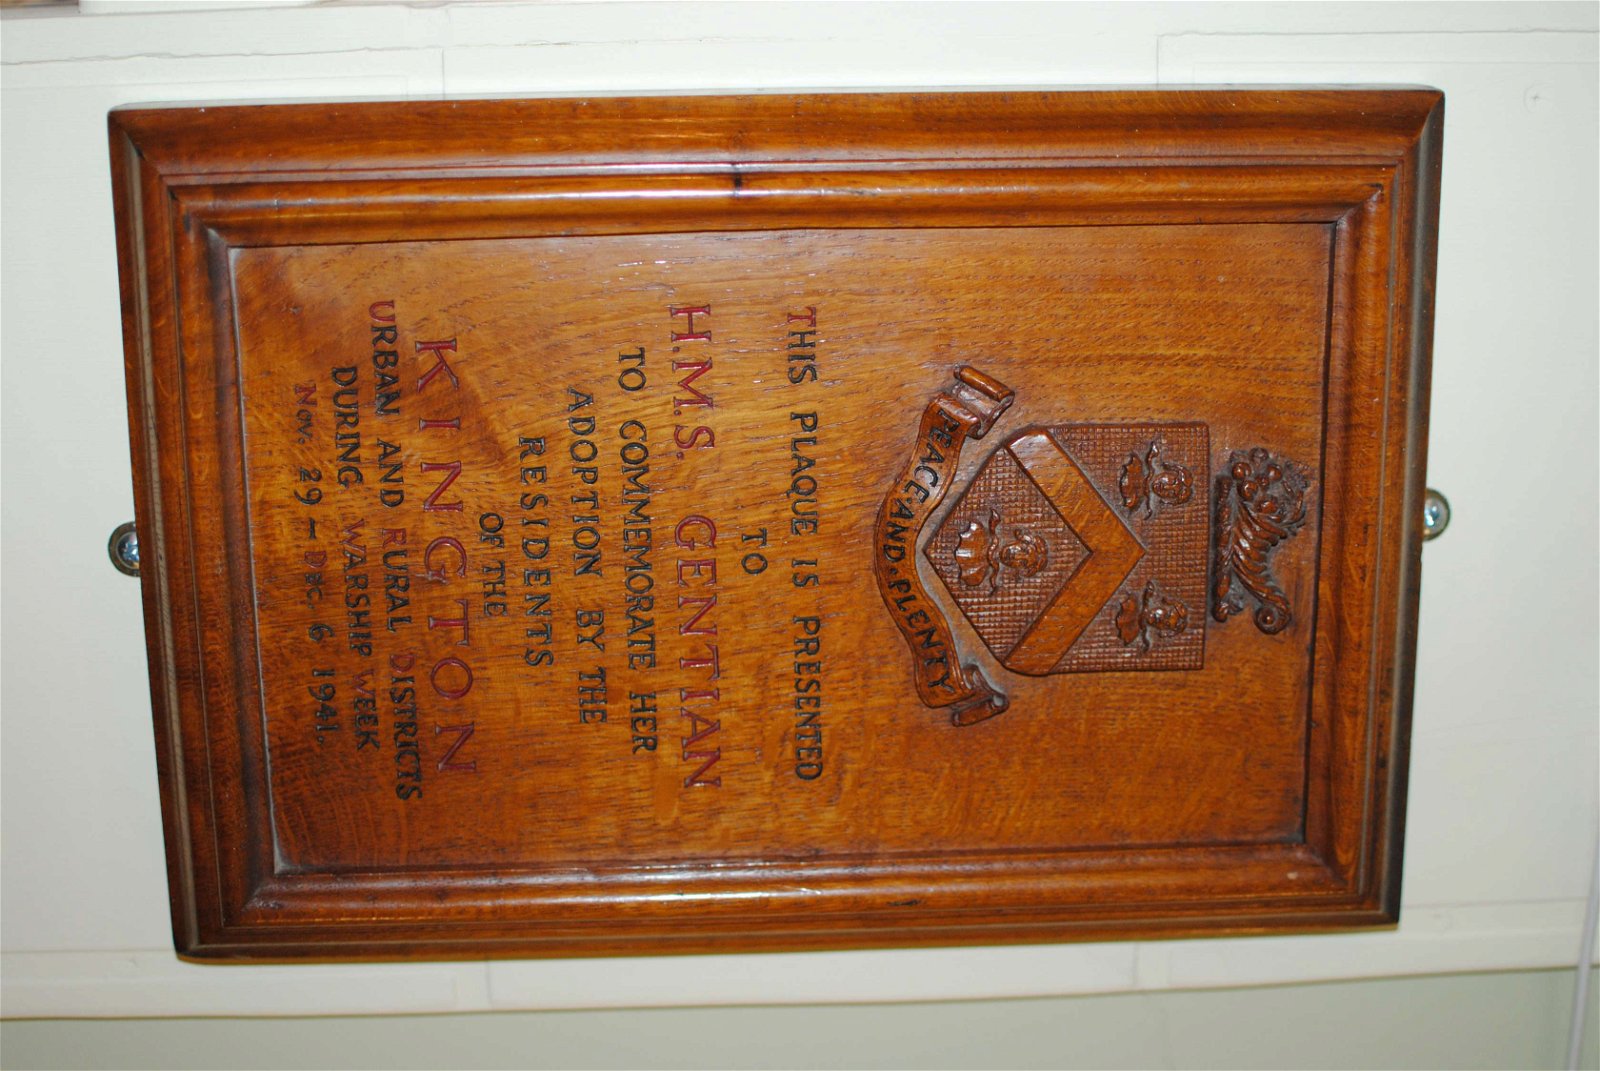 PEACE·AND·PLENTY
THIS PLAQUE IS PRESENTED
TO
H.M.S. GENTIAN
TO COMMEMORATE HER
ADOPTION BY THE
RESIDENTS
OF THE
KINGTON
URBAN AND RURAL DISTRICTS
DURING WARSHIP WEEK
NOV. 29 – DEC. 6 1941.